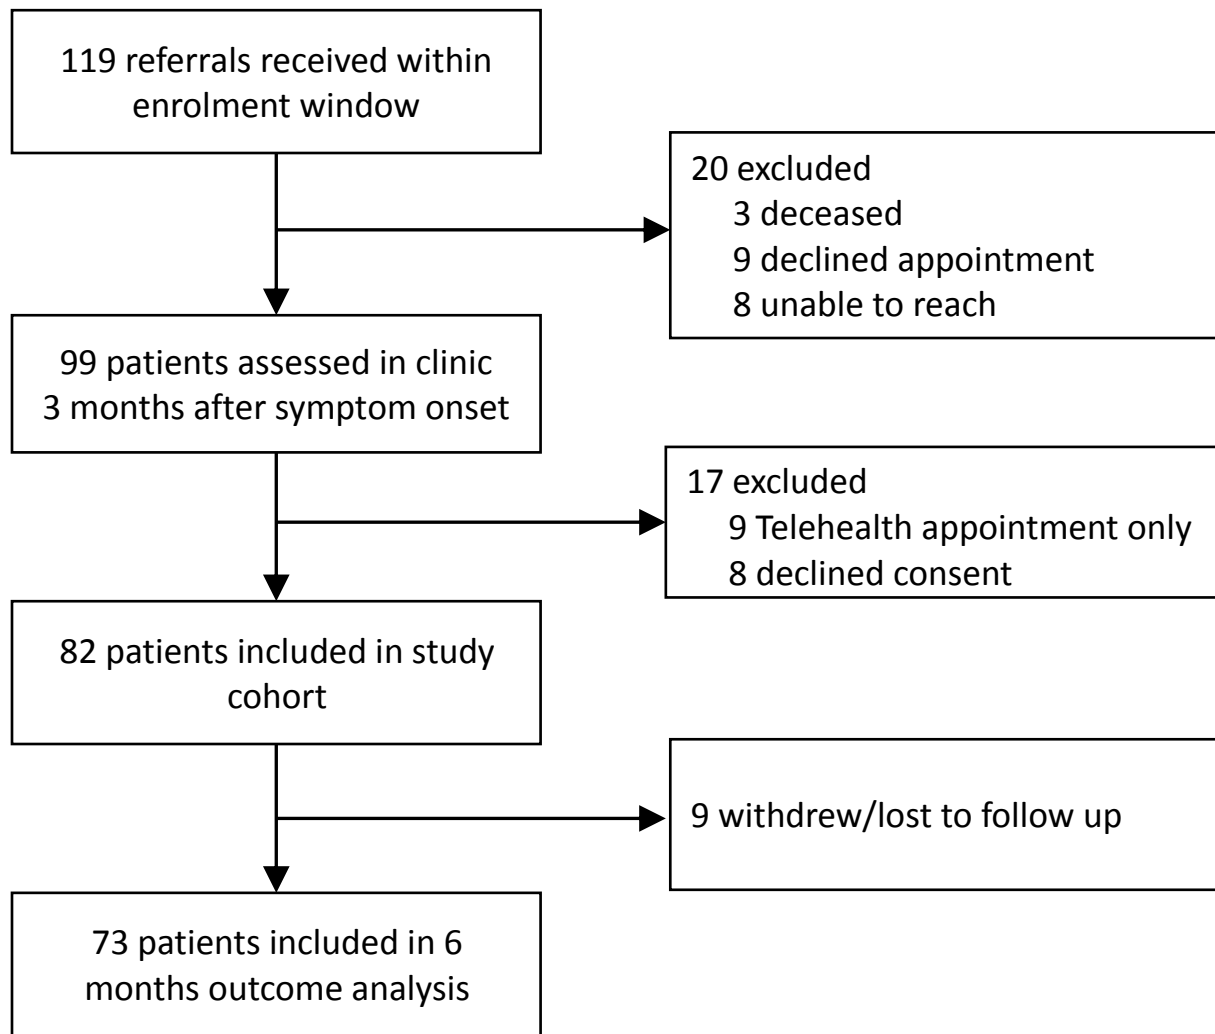 119 referrals received within
enrolment window
20 excluded
3 deceased
9 declined appointment
8 unable to reach
99 patients assessed in clinic
3 months after symptom onset
17 excluded
9 Telehealth appointment only
8 declined consent
82 patients included in study
cohort
9 withdrew/lost to follow up
73 patients included in 6
months outcome analysis